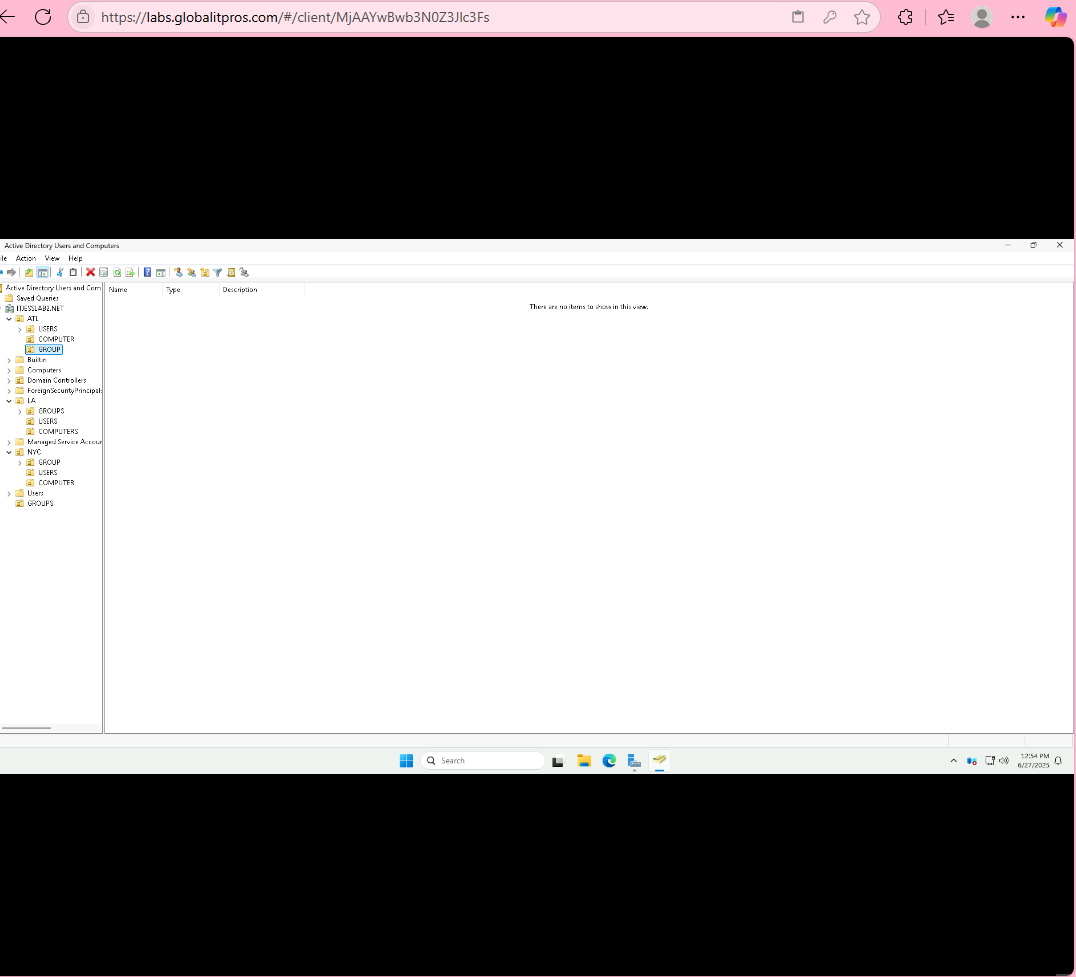 https://labs.globalitpros.com/#/client/MjAAYwBwb3N0Z3Jlc3Fs
Active Directory Users and Computers
ile Action View Help
Active Directory Users and Com
Name Type Description
Saved Queries
There are no items to show in this view.
ITJESSLAB2.NET
ATL
USERS
COMPUTER
GROUP
Builtin
Computers
Domain Controllers
ForeignSecurityPrincipals
LA
GROUPS
USERS
COMPUTERS
Managed Service Accour
NYC
GROUP
USERS
COMPUTER
Users
GROUPS
Search
12:54 PM
6/27/2025